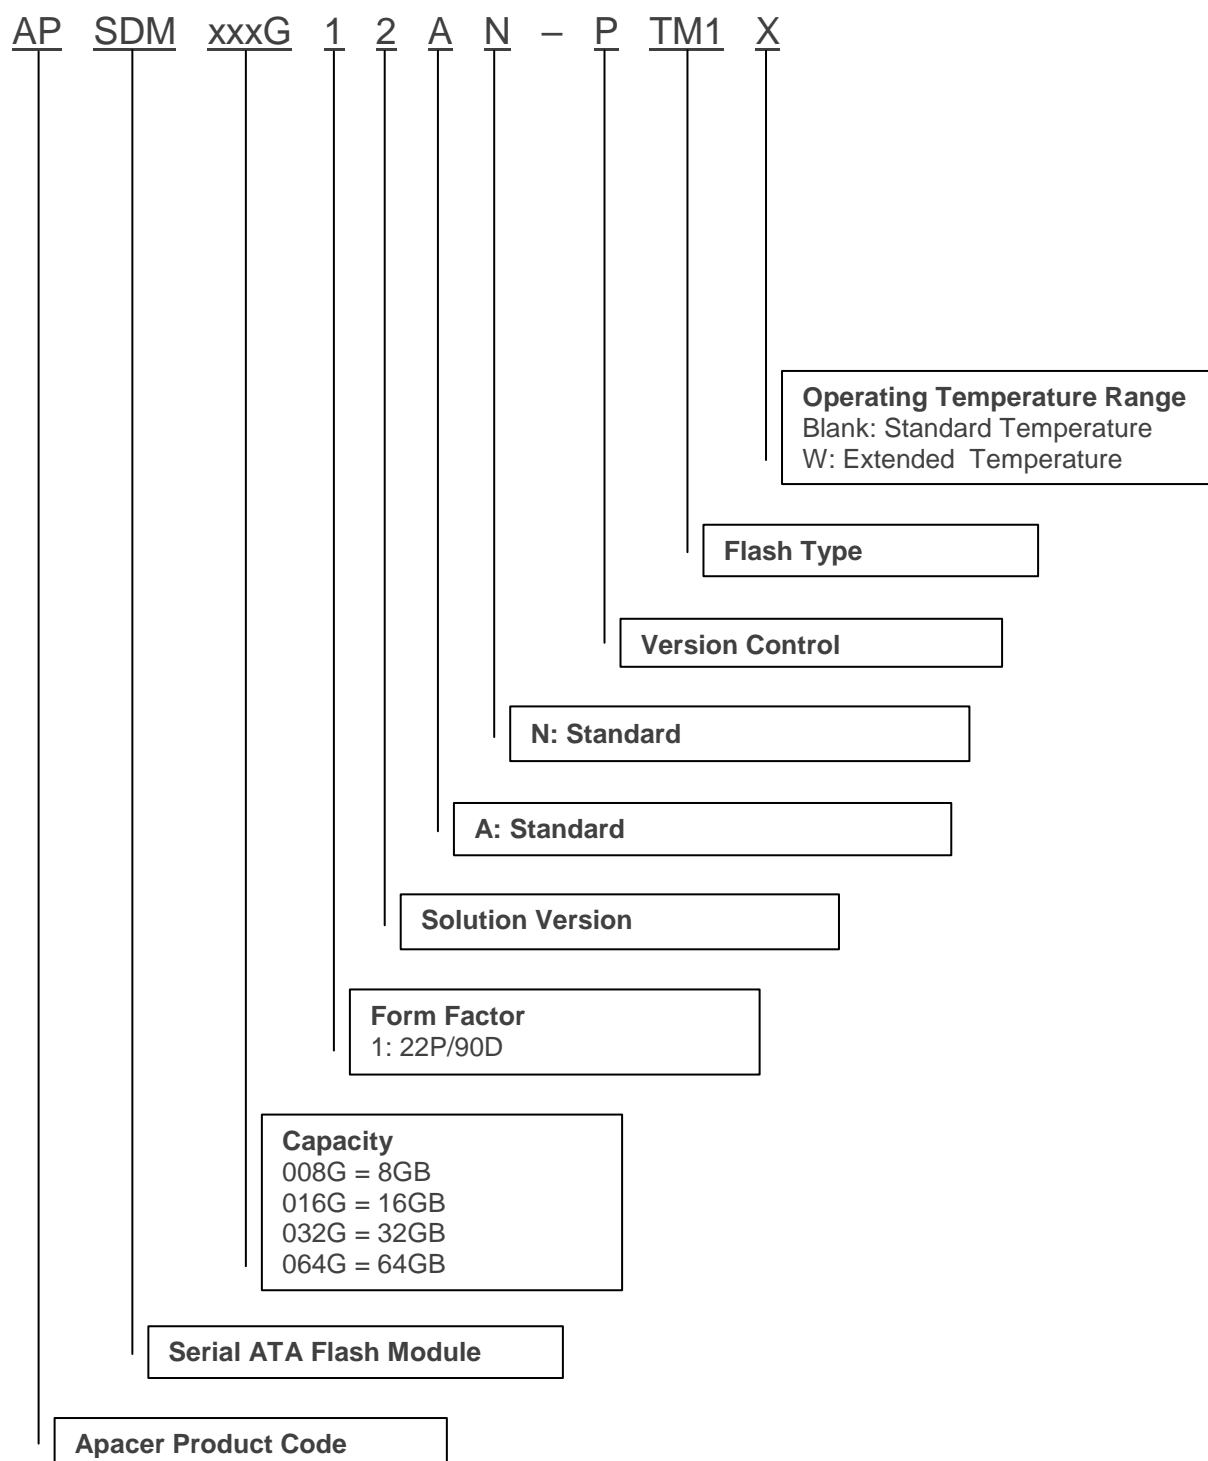 AP SDM xxxG 1 2 A N – P TM1 X
Operating Temperature Range
Blank: Standard Temperature
W: Extended Temperature
Flash Type
Version Control
N: Standard
A: Standard
Solution Version
Form Factor
1: 22P/90D
Capacity
008G = 8GB
016G = 16GB
032G = 32GB
064G = 64GB
Serial ATA Flash Module
Apacer Product Code